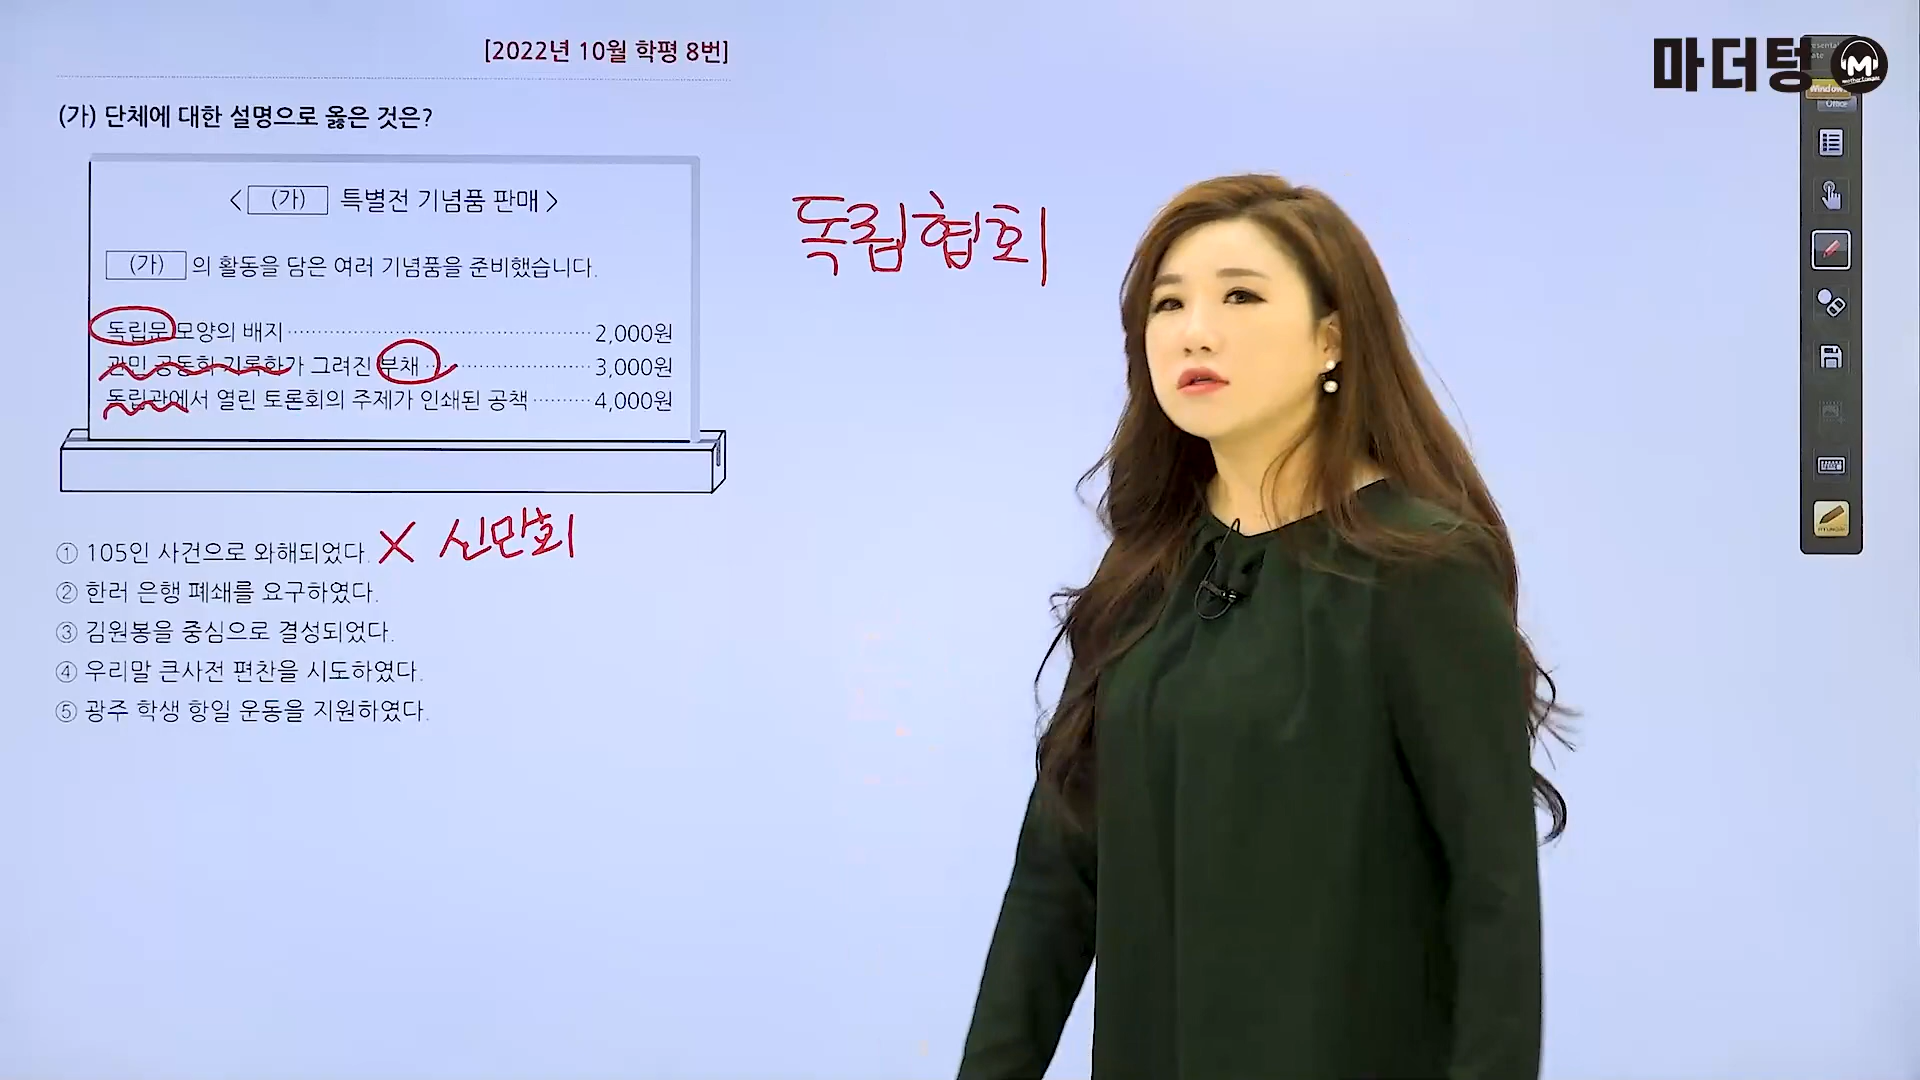 [2022년 10월 학평 8번]
마더텅
(가) 단체에 대한 설명으로 옳은 것은?
<(가) 특별전 기념품 판매>
(가)의 활동을 담은 여러 기념품을 준비했습니다.
독립문 모양의 배지 2,000원
관민 공동회 기록화가 그려진 부채 3,000원
독립관에서 열린 토론회의 주제가 인쇄된 공책 4,000원
독립협회
① 105인 사건으로 와해되었다. X 신민회
② 한러 은행 폐쇄를 요구하였다.
③ 김원봉을 중심으로 결성되었다.
④ 우리말 큰사전 편찬을 시도하였다.
⑤ 광주 학생 항일 운동을 지원하였다.
Windows
Office